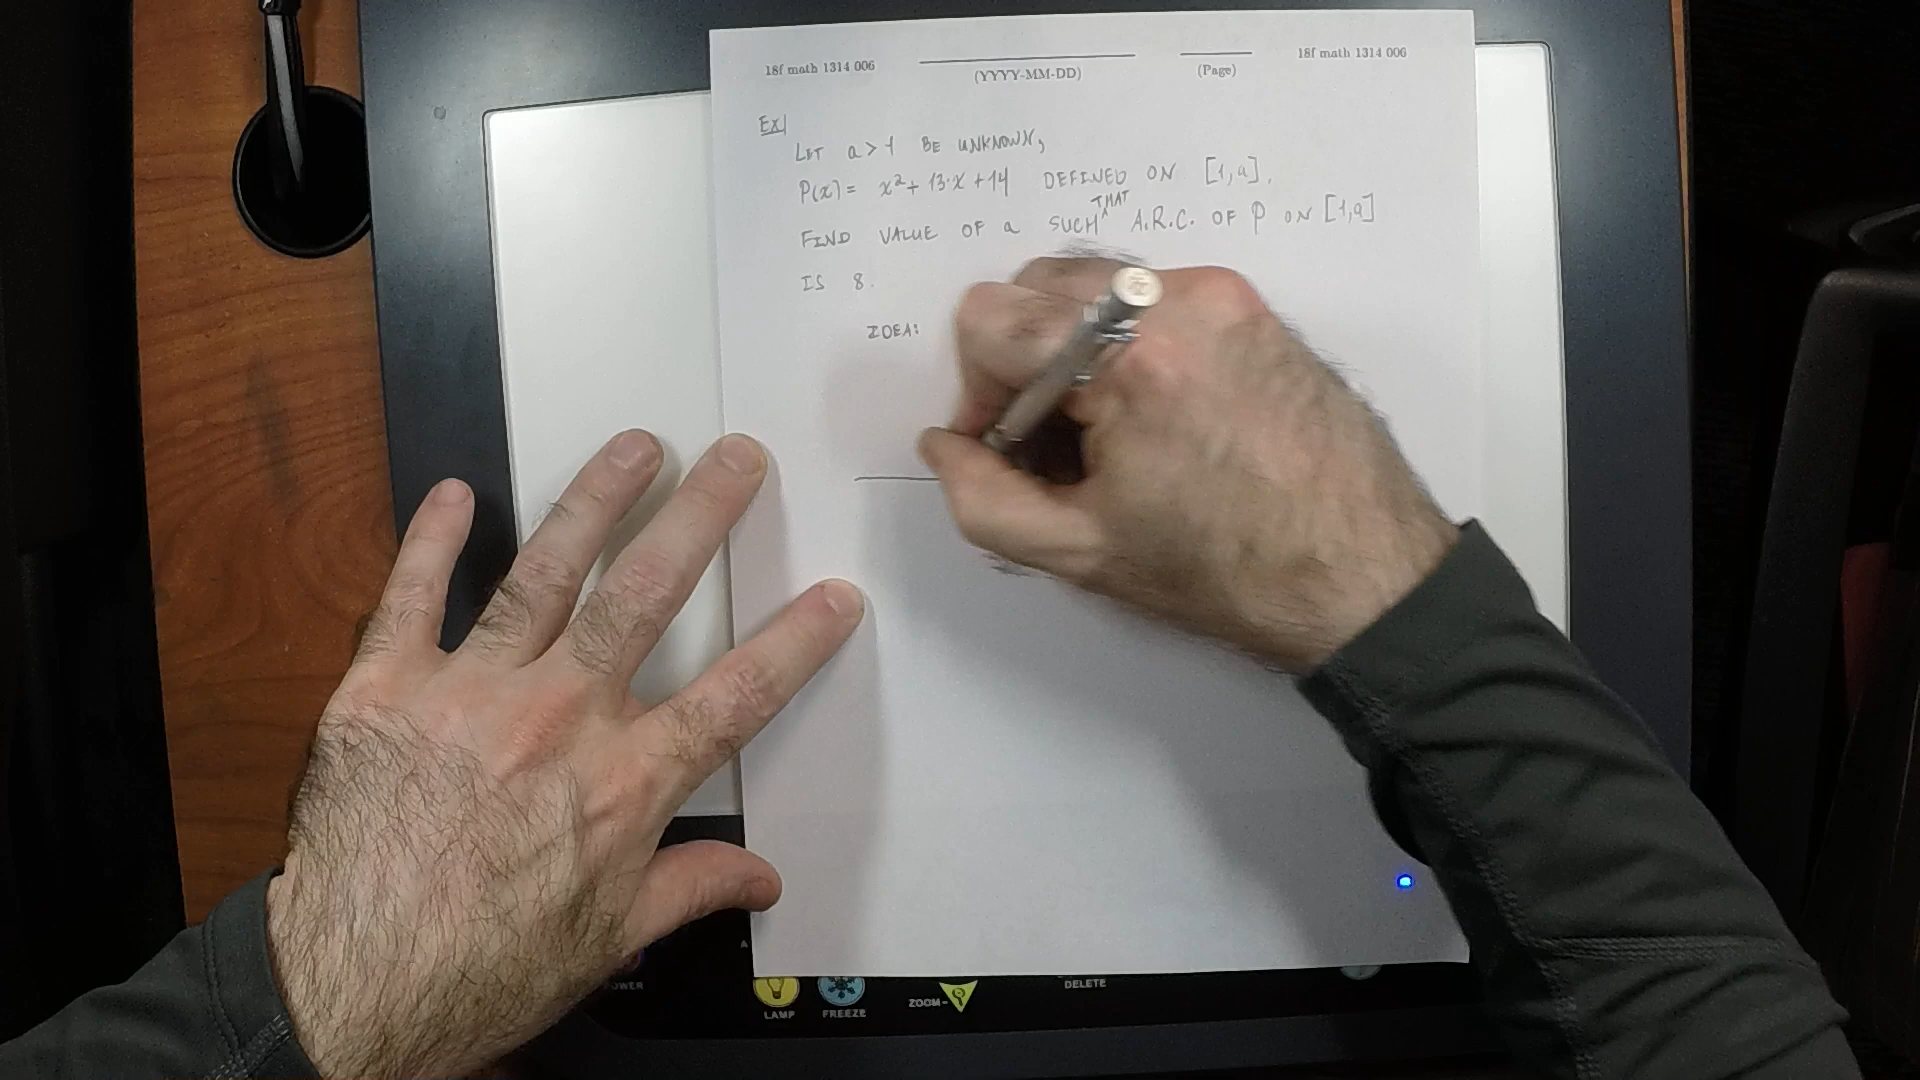 18f math 1314 006 (YYYY-MM-DD) (Page) 18f math 1314 006
Ex|
LET a > 1 BE UNKNOWN,
P(x) = x² + 13·x + 14 DEFINED ON [1,a].
FIND VALUE OF a SUCH ^THAT A.R.C. OF P ON [1,a]
IS 8.
IDEA:
POWER
LAMP FREEZE ZOOM- DELETE